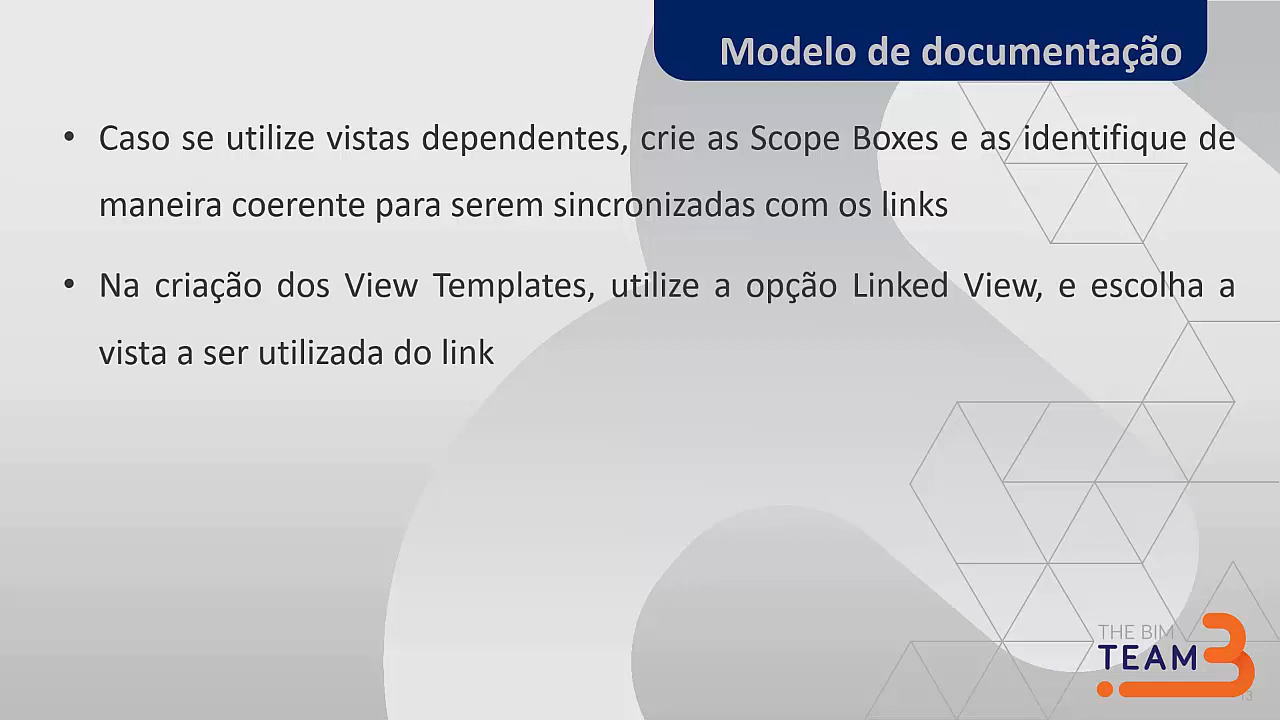 Modelo de documentação
• Caso se utilize vistas dependentes, crie as Scope Boxes e as identifique de
maneira coerente para serem sincronizadas com os links
• Na criação dos View Templates, utilize a opção Linked View, e escolha a
vista a ser utilizada do link
THE BIM
TEAM
13